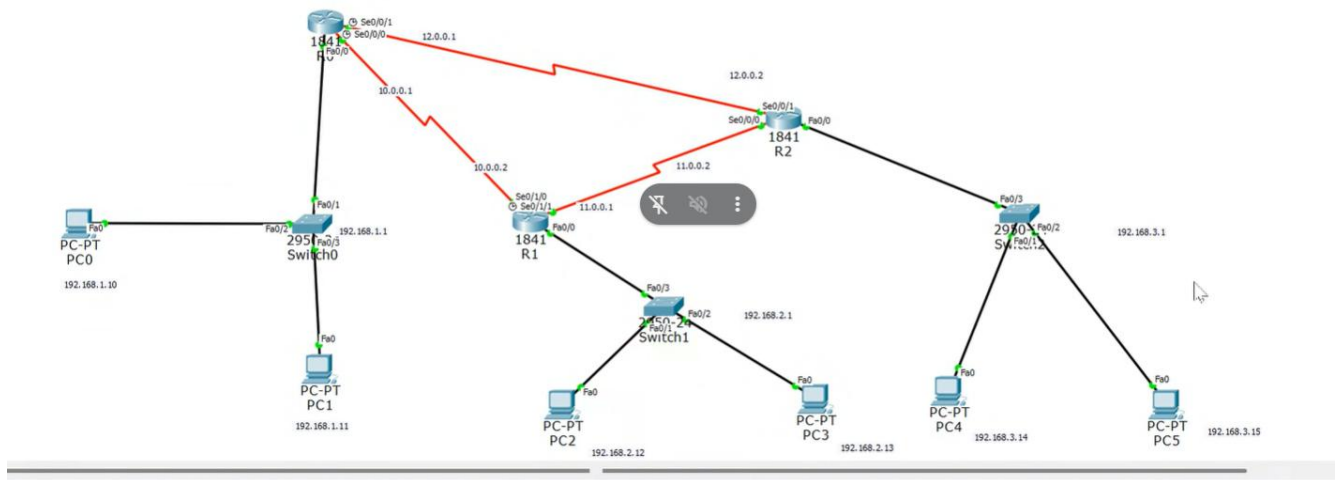 Se0/0/1
Se0/0/0
1841
Fa0/0
R0
12.0.0.1
10.0.0.1
12.0.0.2
Se0/0/1
Se0/0/0
Fa0/0
1841
R2
10.0.0.2
11.0.0.2
Se0/1/0
Se0/1/1
11.0.0.1
1841
R1
Fa0/0
Fa0/1
Fa0/2
Fa0/3
Switch0
192.168.1.1
Fa0
PC-PT
PC0
192.168.1.10
Fa0/3
Fa0/1
Fa0/2
192.168.3.1
Fa0/3
Fa0/1
Fa0/2
Switch1
192.168.2.1
Fa0
PC-PT
PC1
192.168.1.11
Fa0
PC-PT
PC2
192.168.2.12
Fa0
PC-PT
PC3
192.168.2.13
Fa0
PC-PT
PC4
192.168.3.14
Fa0
PC-PT
PC5
192.168.3.15